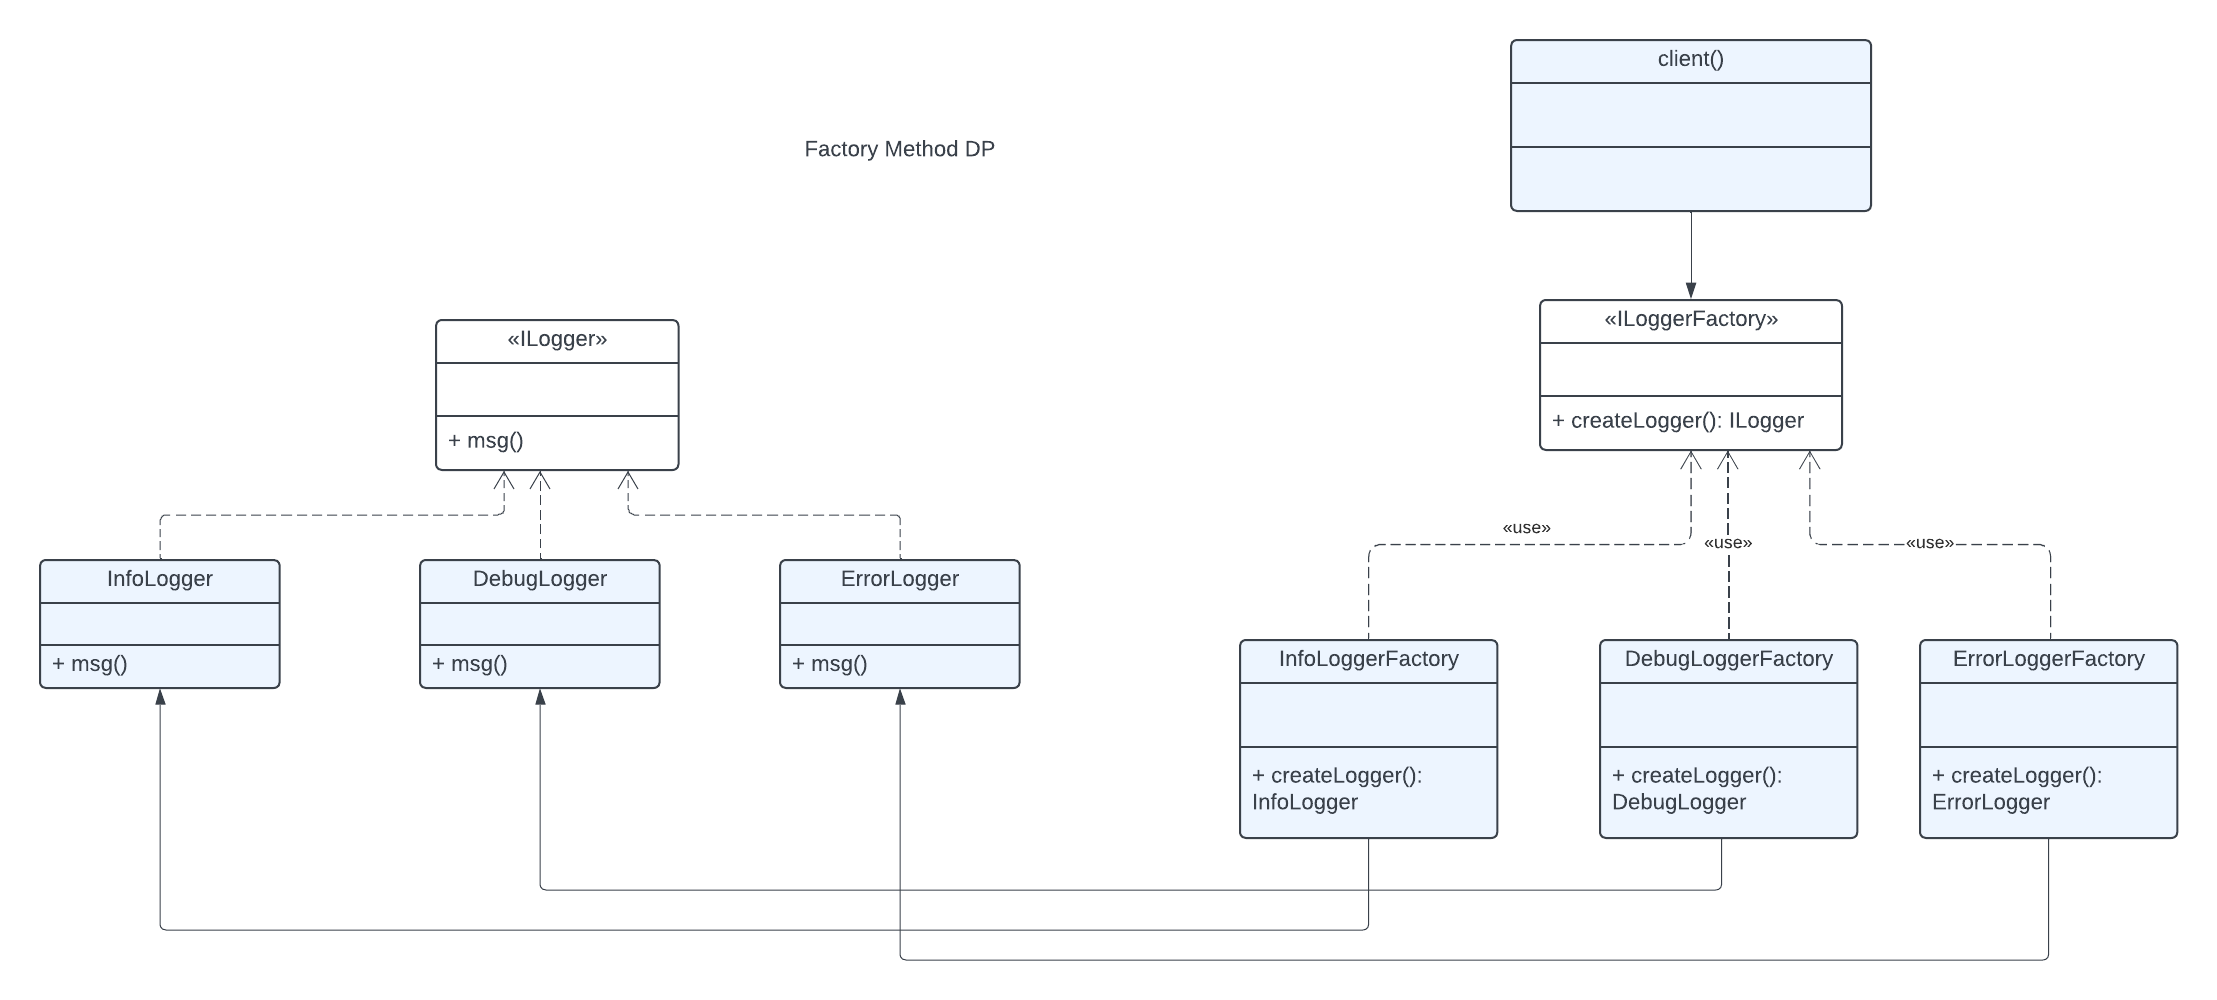 client()
Factory Method DP
«ILoggerFactory»
+ createLogger(): ILogger
«ILogger»
+ msg()
«use»
«use»
«use»
InfoLogger
+ msg()
DebugLogger
+ msg()
ErrorLogger
+ msg()
InfoLoggerFactory
+ createLogger():
InfoLogger
DebugLoggerFactory
+ createLogger():
DebugLogger
ErrorLoggerFactory
+ createLogger():
ErrorLogger